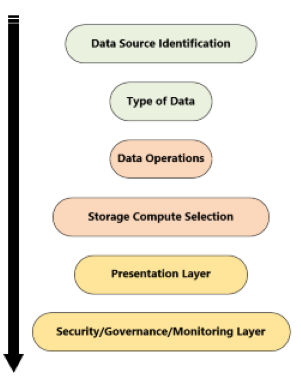 Data Source Identification
Type of Data
Data Operations
Storage Compute Selection
Presentation Layer
Security/Governance/Monitoring Layer